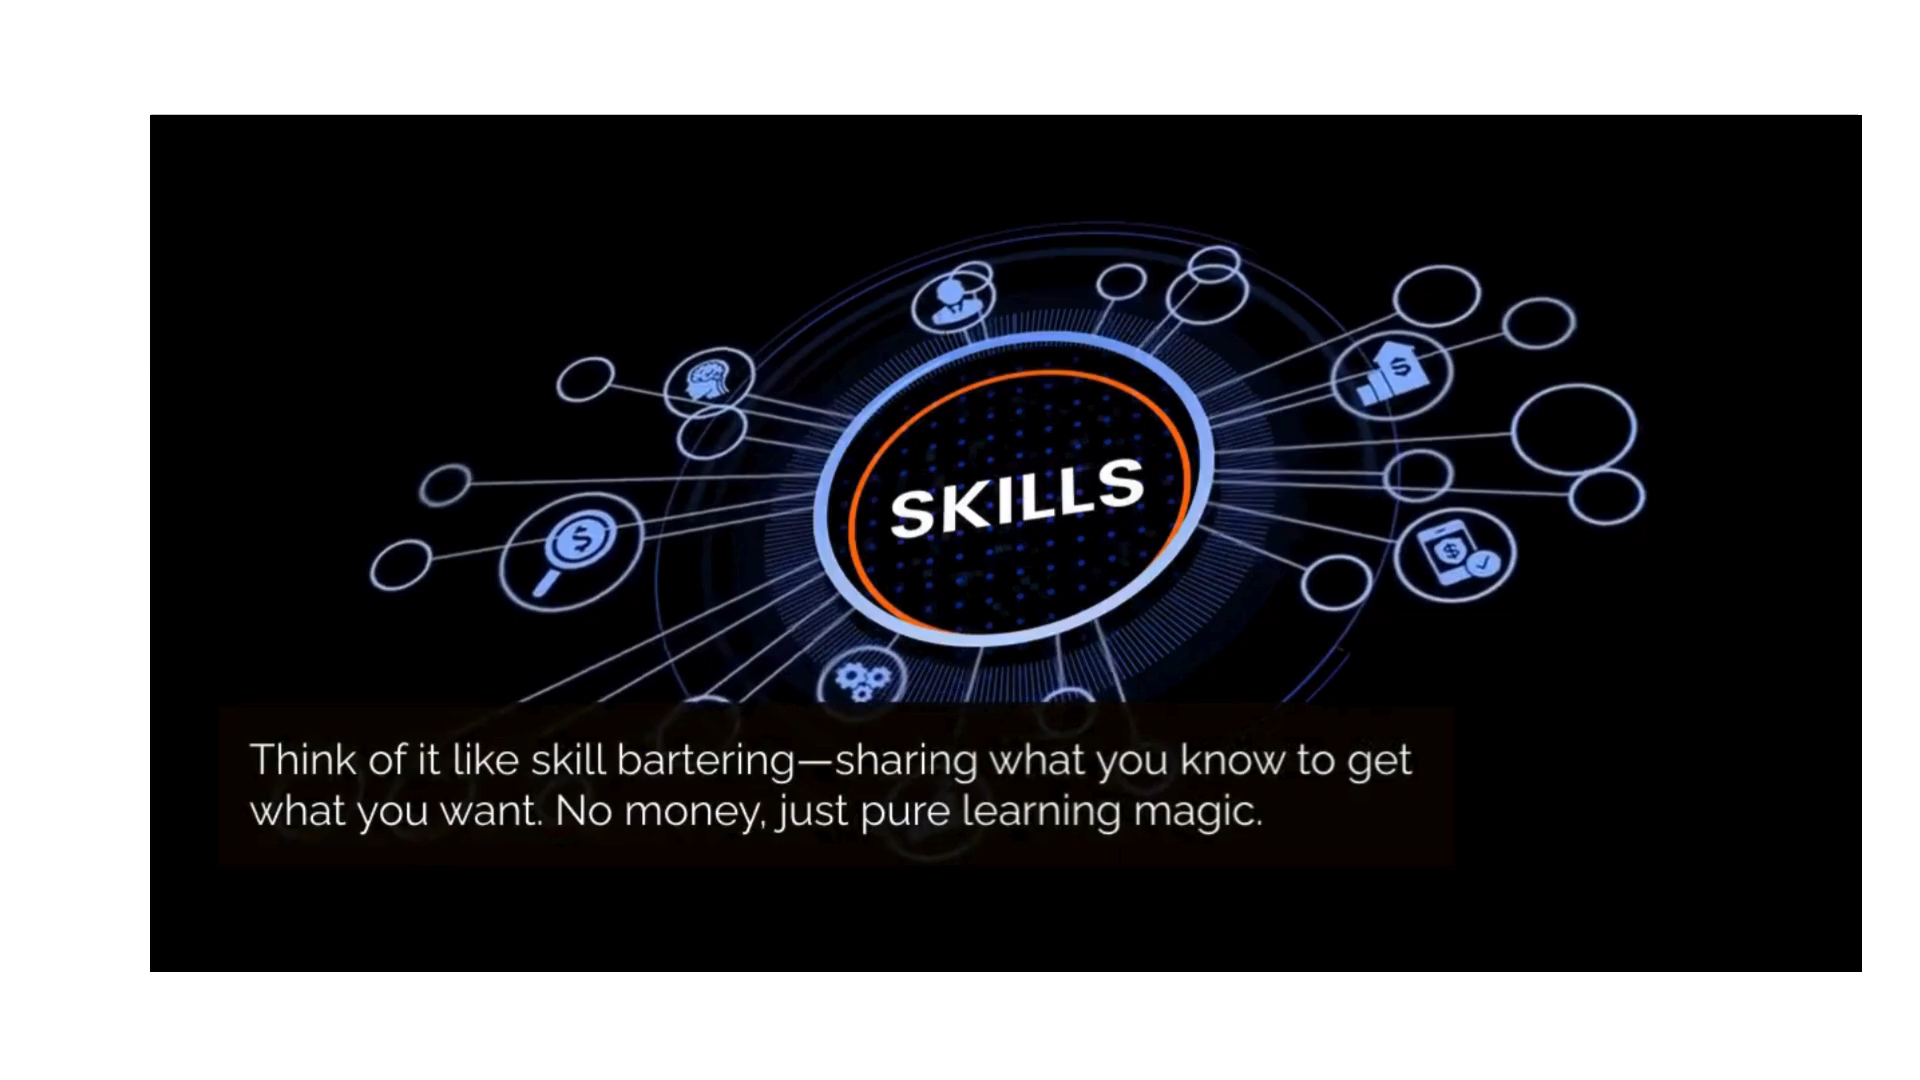 SKILLS
Think of it like skill bartering—sharing what you know to get
what you want. No money, just pure learning magic.